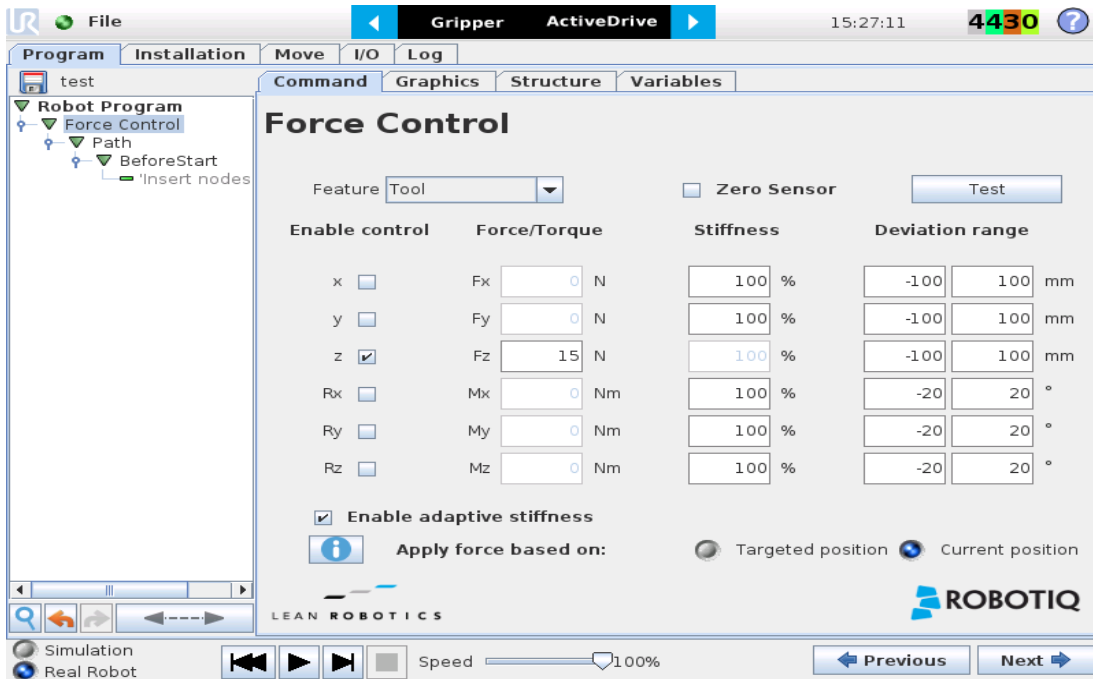 UR File Gripper ActiveDrive 15:27:11 4430 ?
Program Installation Move I/O Log
test
Command Graphics Structure Variables
Robot Program
Force Control
Path
BeforeStart
'Insert nodes
Force Control
Feature Tool Zero Sensor Test
Enable control Force/Torque Stiffness Deviation range
x Fx 0 N 100 % -100 100 mm
y Fy 0 N 100 % -100 100 mm
z Fz 15 N 100 % -100 100 mm
Rx Mx 0 Nm 100 % -20 20 °
Ry My 0 Nm 100 % -20 20 °
Rz Mz 0 Nm 100 % -20 20 °
Enable adaptive stiffness
i Apply force based on: Targeted position Current position
LEAN ROBOTICS
ROBOTIQ
Simulation
Real Robot
Speed 100%
Previous Next